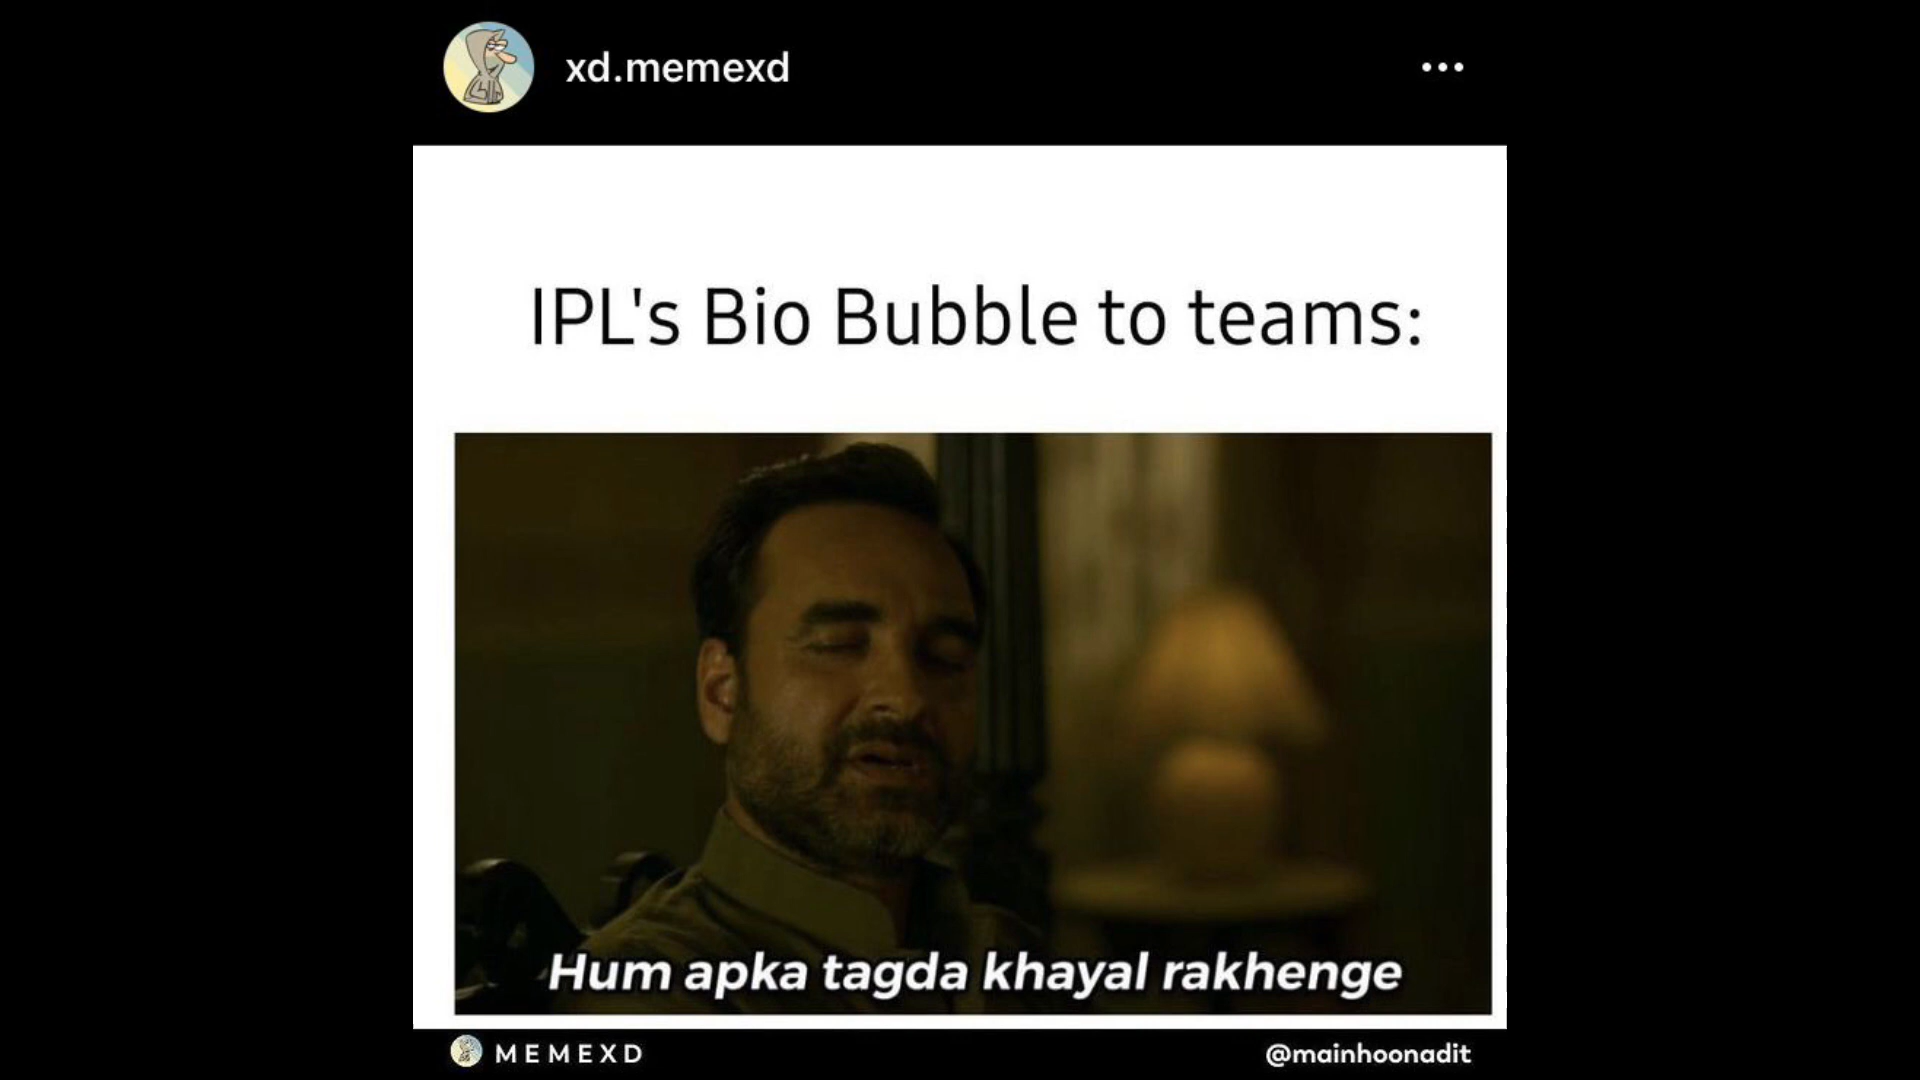 xd.memexd
IPL's Bio Bubble to teams:
Hum apka tagda khayal rakhenge
MEMEXD
@mainhoonadit